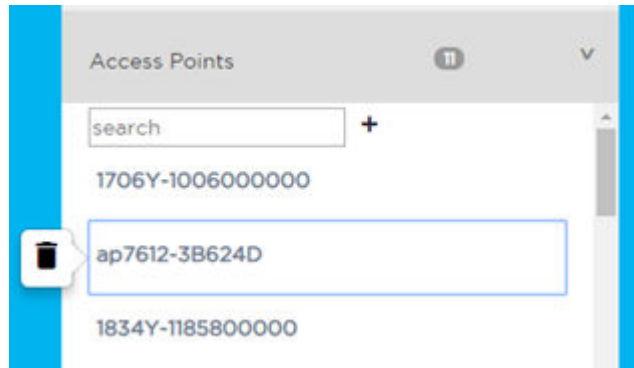 Access Points 11
search +
1706Y-1006000000
ap7612-3B624D
1834Y-1185800000